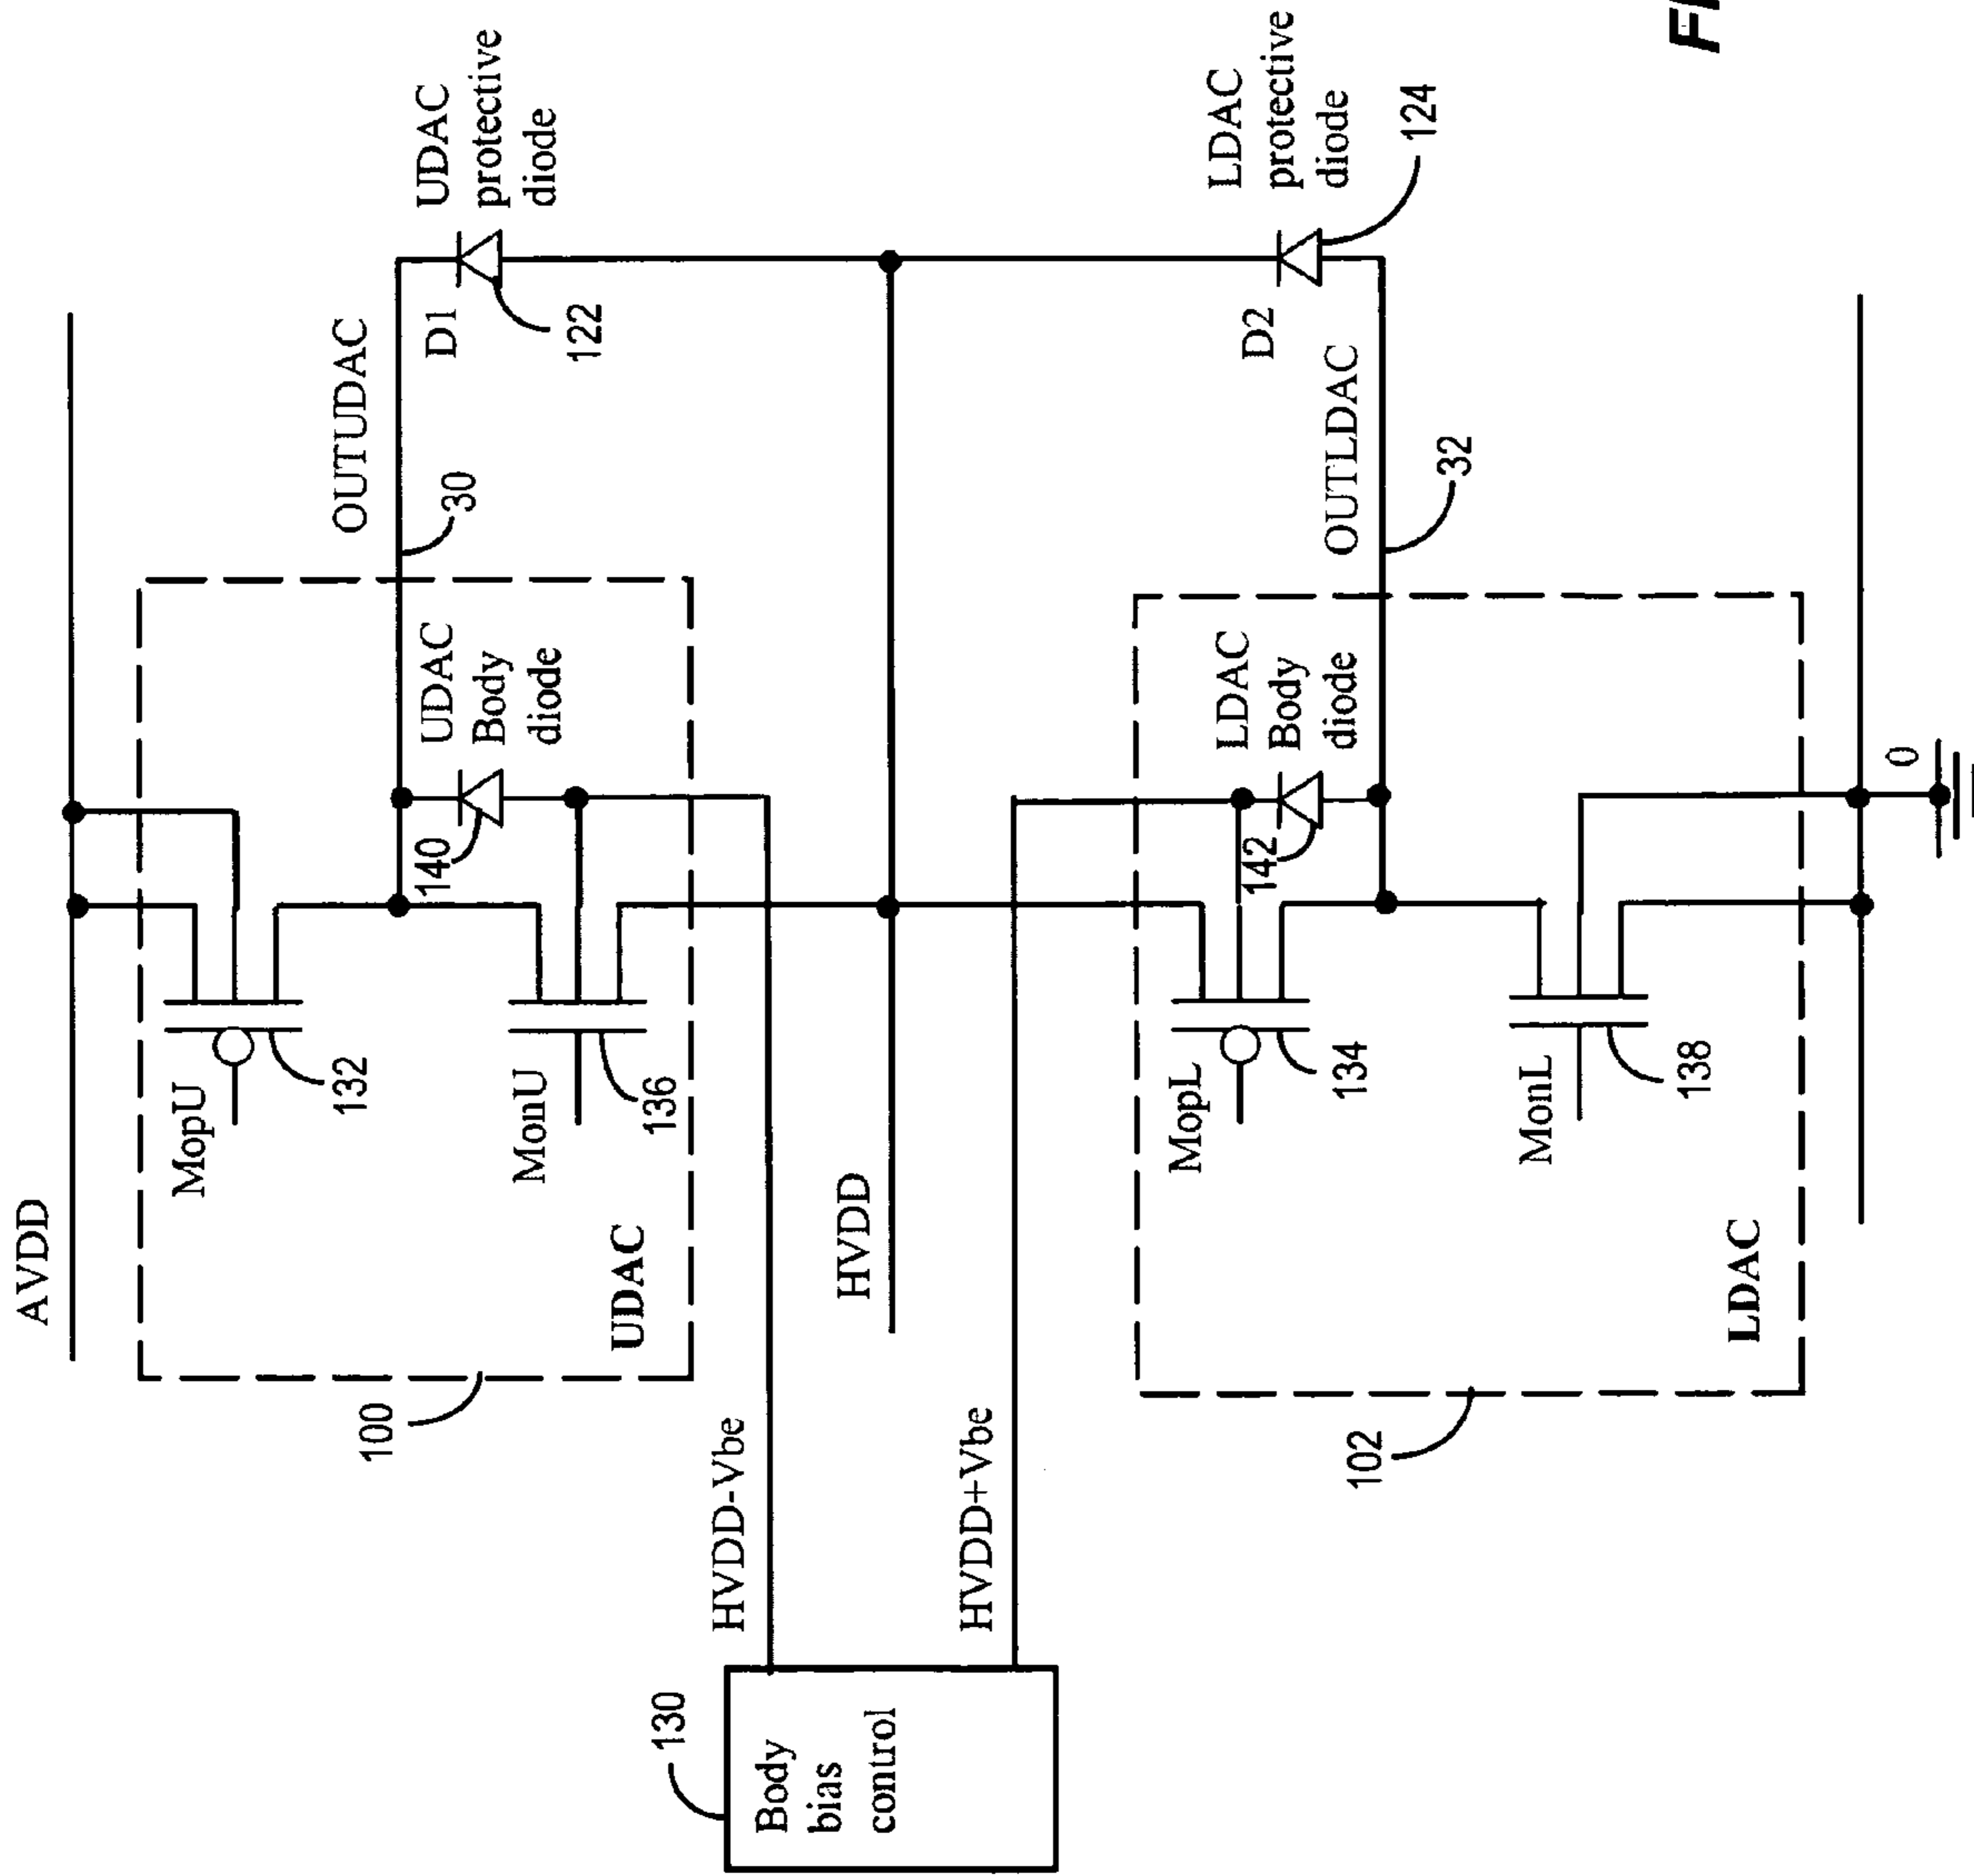 AVDD
MopU
132
MonU
136
UDAC
100
OUTUDAC
30
UDAC
Body
diode
140
D1
122
UDAC
protective
diode
HVDD-Vbe
HVDD
HVDD+Vbe
130
Body
bias
control
MopL
134
MonL
138
LDAC
102
LDAC
Body
diode
142
OUTLDAC
32
D2
LDAC
protective
diode
124
0